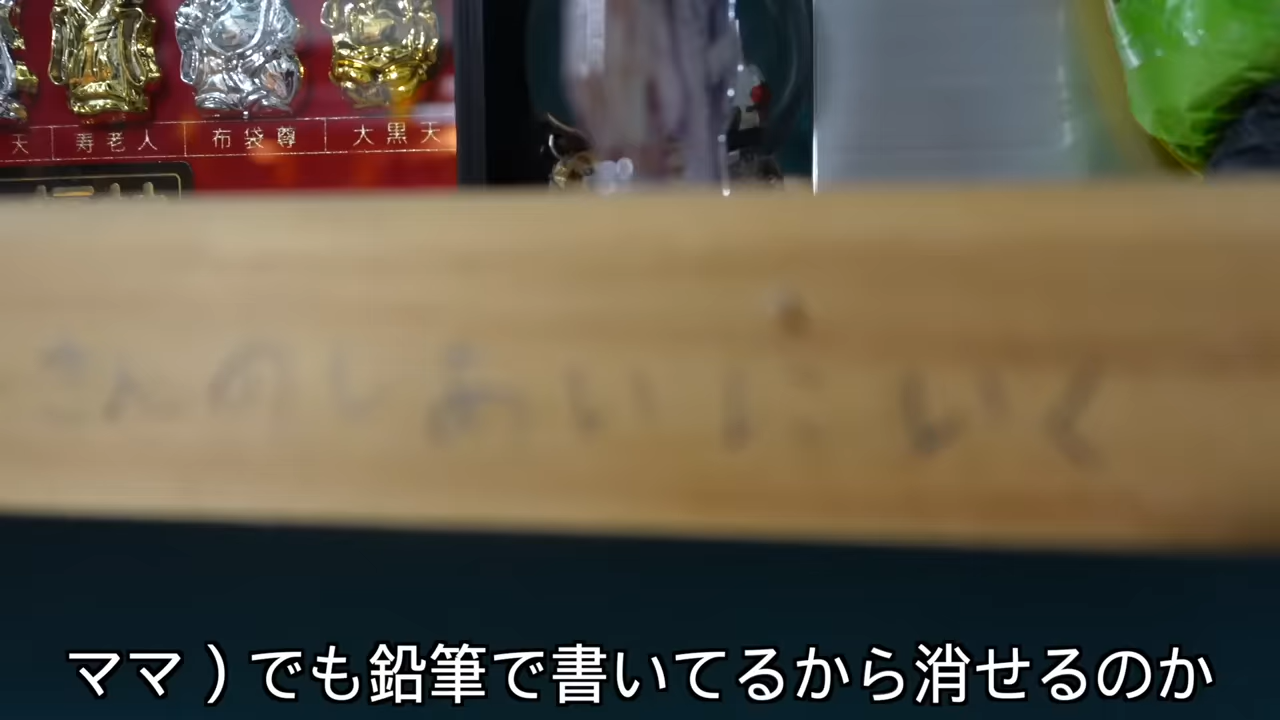 天 寿老人 布袋尊 大黒天
さんのしあいにいく
ママ）でも鉛筆で書いてるから消せるのか